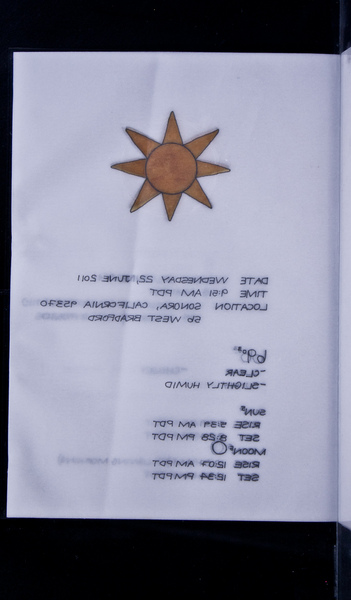 DATE WEDNESDAY 22, JUNE 2011
TIME 9:51 AM PDT
LOCATION SONORA, CALIFORNIA 95370
56 WEST BRADFORD
69°
~CLEAR
~SLIGHTLY HUMID
SUN
RISE 5:39 AM PDT
SET 8:28 PM PDT
MOON
RISE 12:07 AM PDT
SET 12:34 PM PDT